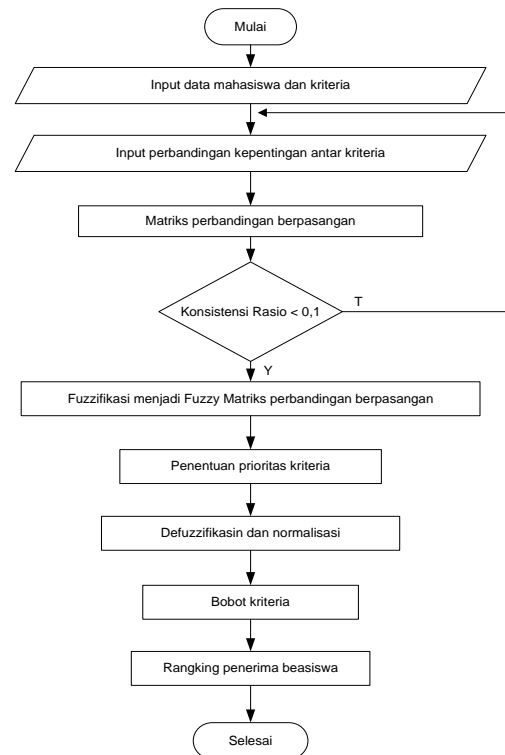 Mulai
Input data mahasiswa dan kriteria
Input perbandingan kepentingan antar kriteria
Matriks perbandingan berpasangan
Konsistensi Rasio < 0,1
T
Y
Fuzzifikasi menjadi Fuzzy Matriks perbandingan berpasangan
Penentuan prioritas kriteria
Defuzzifikasin dan normalisasi
Bobot kriteria
Rangking penerima beasiswa
Selesai